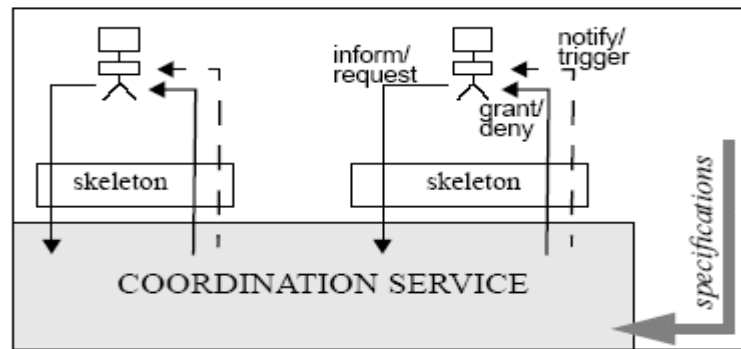 inform/
request
notify/
trigger
grant/
deny
skeleton
skeleton
specifications
COORDINATION SERVICE